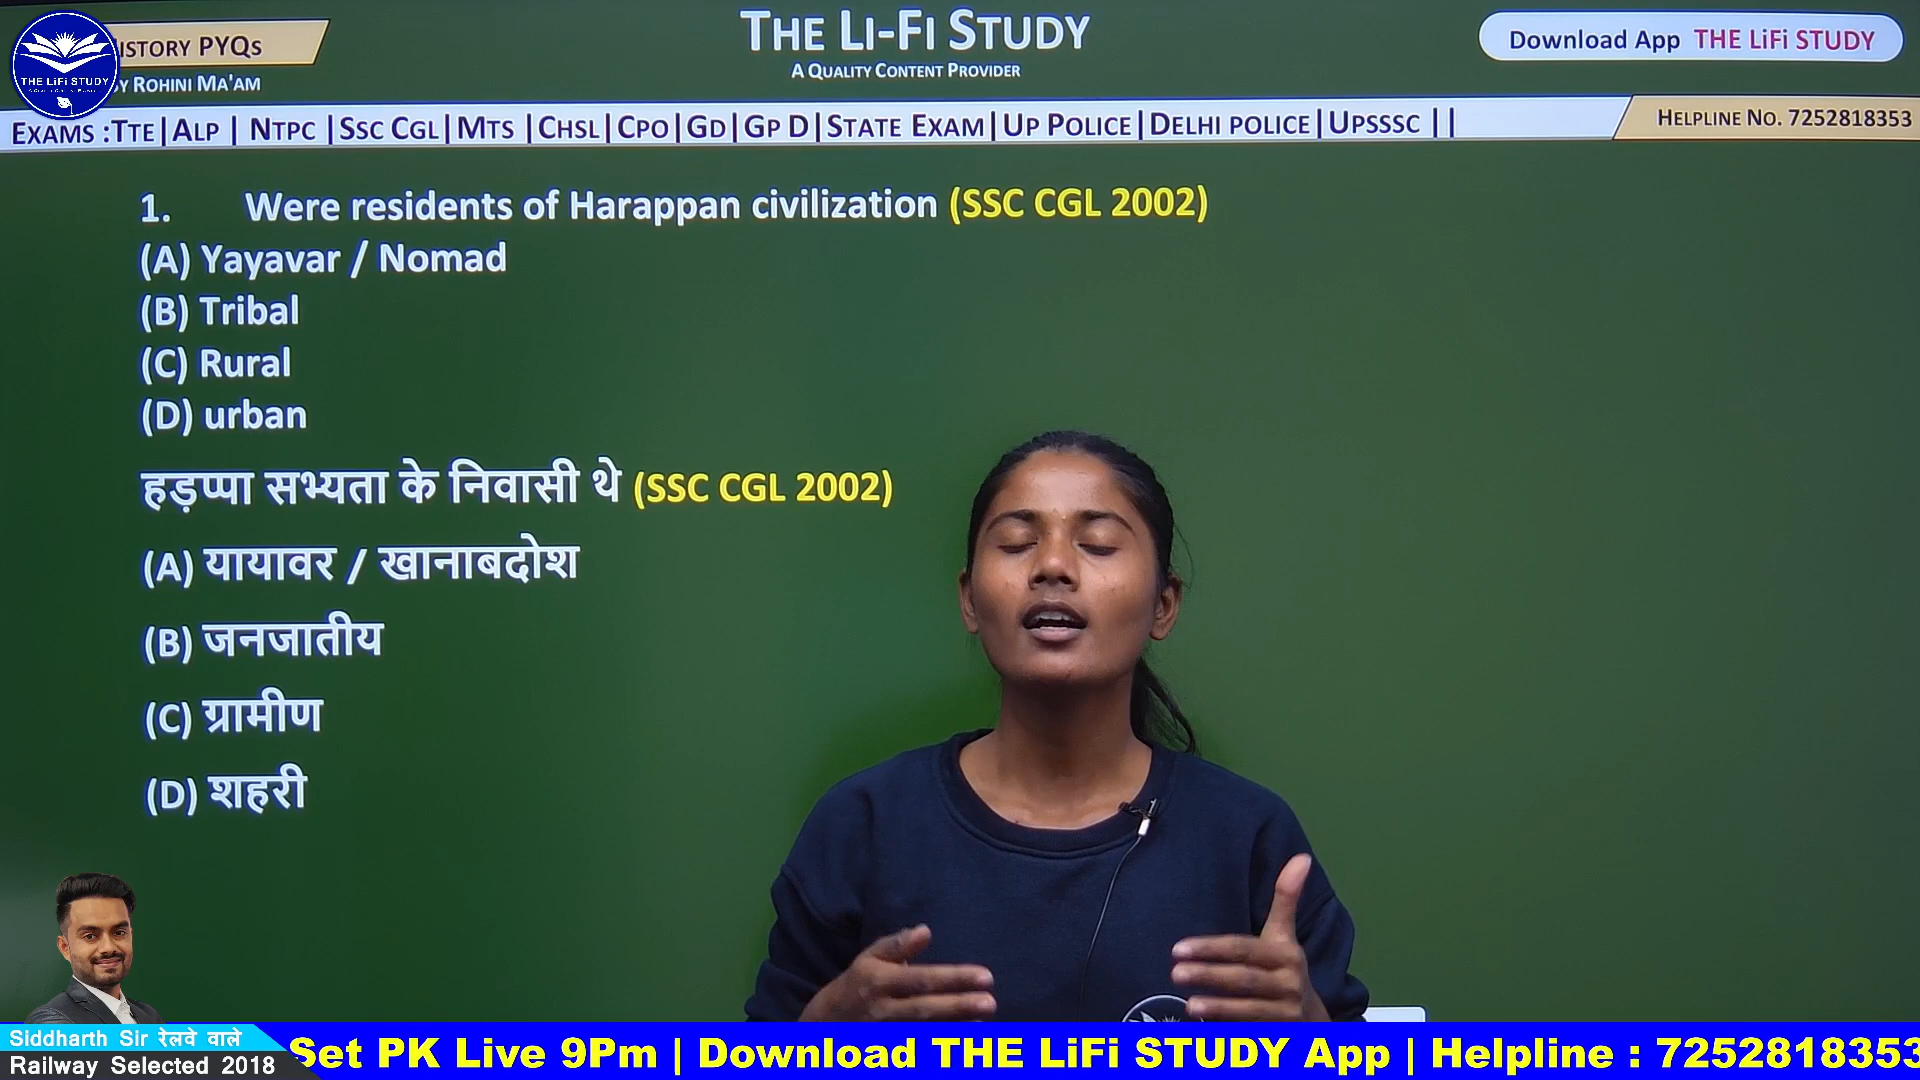 HISTORY PYQs
BY ROHINI MA'AM
THE LiFi STUDY
THE LI-FI STUDY
A QUALITY CONTENT PROVIDER
Download App THE LiFi STUDY
EXAMS :TTE|ALP | NTPC |SSC CGL|MTS |CHSL|CPO|GD|GP D|STATE EXAM|UP POLICE|DELHI POLICE|UPSSSC ||
HELPLINE NO. 7252818353
1. Were residents of Harappan civilization (SSC CGL 2002)
(A) Yayavar / Nomad
(B) Tribal
(C) Rural
(D) urban
हड़प्पा सभ्यता के निवासी थे (SSC CGL 2002)
(A) यायावर / खानाबदोश
(B) जनजातीय
(C) ग्रामीण
(D) शहरी
Siddharth Sir रेलवे वाले
Railway Selected 2018
Set PK Live 9Pm | Download THE LiFi STUDY App | Helpline : 7252818353